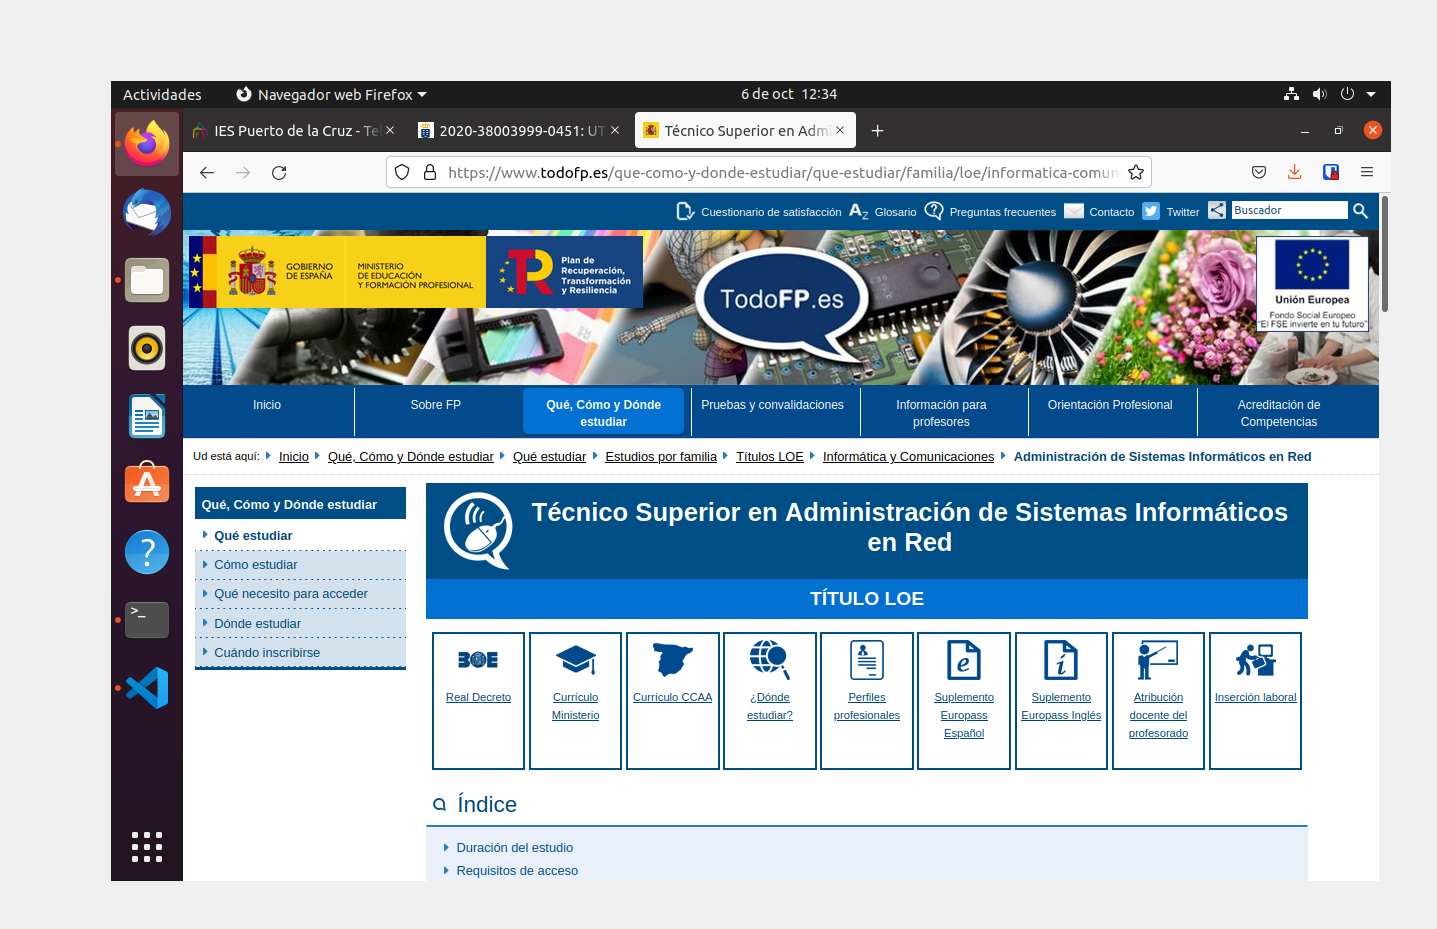 Actividades
Navegador web Firefox
6 de oct 12:34
IES Puerto de la Cruz - Tel
2020-38003999-0451: UT
Técnico Superior en Admi
https://www.todofp.es/que-como-y-donde-estudiar/que-estudiar/familia/loe/informatica-comun
Cuestionario de satisfacción
Glosario
Preguntas frecuentes
Contacto
Twitter
Buscador
GOBIERNO
DE ESPAÑA
MINISTERIO
DE EDUCACIÓN
Y FORMACIÓN PROFESIONAL
Plan de
Recuperación,
Transformación
y Resiliencia
TodoFP.es
Unión Europea
Fondo Social Europeo
"El FSE invierte en tu futuro"
Inicio
Sobre FP
Qué, Cómo y Dónde
estudiar
Pruebas y convalidaciones
Información para
profesores
Orientación Profesional
Acreditación de
Competencias
Ud está aquí: Inicio Qué, Cómo y Dónde estudiar Qué estudiar Estudios por familia Títulos LOE Informática y Comunicaciones Administración de Sistemas Informáticos en Red
Qué, Cómo y Dónde estudiar
Qué estudiar
Cómo estudiar
Qué necesito para acceder
Dónde estudiar
Cuándo inscribirse
Técnico Superior en Administración de Sistemas Informáticos
en Red
TÍTULO LOE
BOE
Real Decreto
Currículo
Ministerio
Currículo CCAA
¿Dónde
estudiar?
Perfiles
profesionales
Suplemento
Europass
Español
Suplemento
Europass Inglés
Atribución
docente del
profesorado
Inserción laboral
Índice
Duración del estudio
Requisitos de acceso